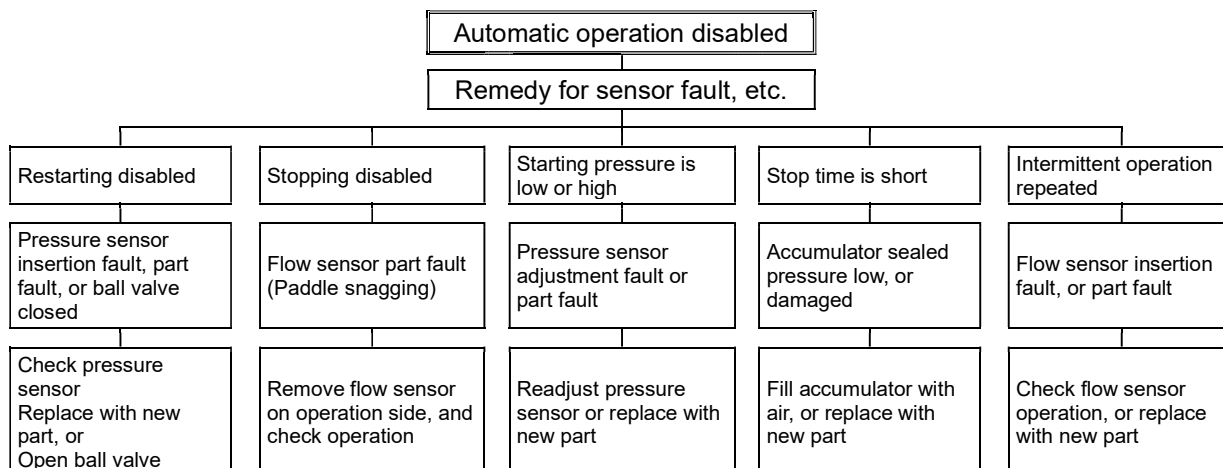 Automatic operation disabled
Remedy for sensor fault, etc.
Restarting disabled
Stopping disabled
Starting pressure is
low or high
Stop time is short
Intermittent operation
repeated
Pressure sensor
insertion fault, part
fault, or ball valve
closed
Flow sensor part fault
(Paddle snagging)
Pressure sensor
adjustment fault or
part fault
Accumulator sealed
pressure low, or
damaged
Flow sensor insertion
fault, or part fault
Check pressure
sensor
Replace with new
part, or
Open ball valve
Remove flow sensor
on operation side, and
check operation
Readjust pressure
sensor or replace with
new part
Fill accumulator with
air, or replace with
new part
Check flow sensor
operation, or replace
with new part